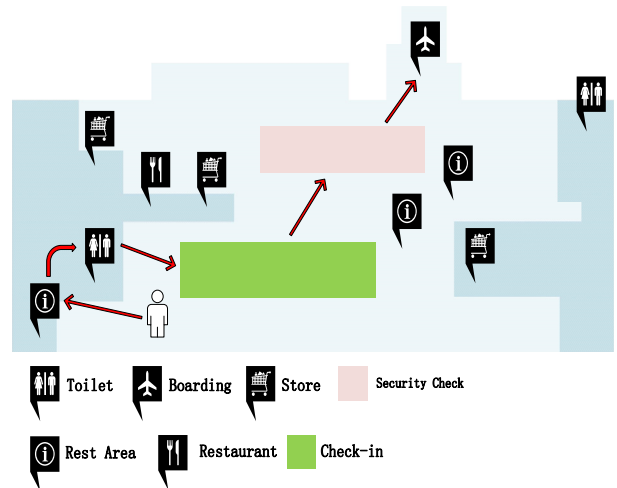 Toilet
Boarding
Store
Security Check
Rest Area
Restaurant
Check-in